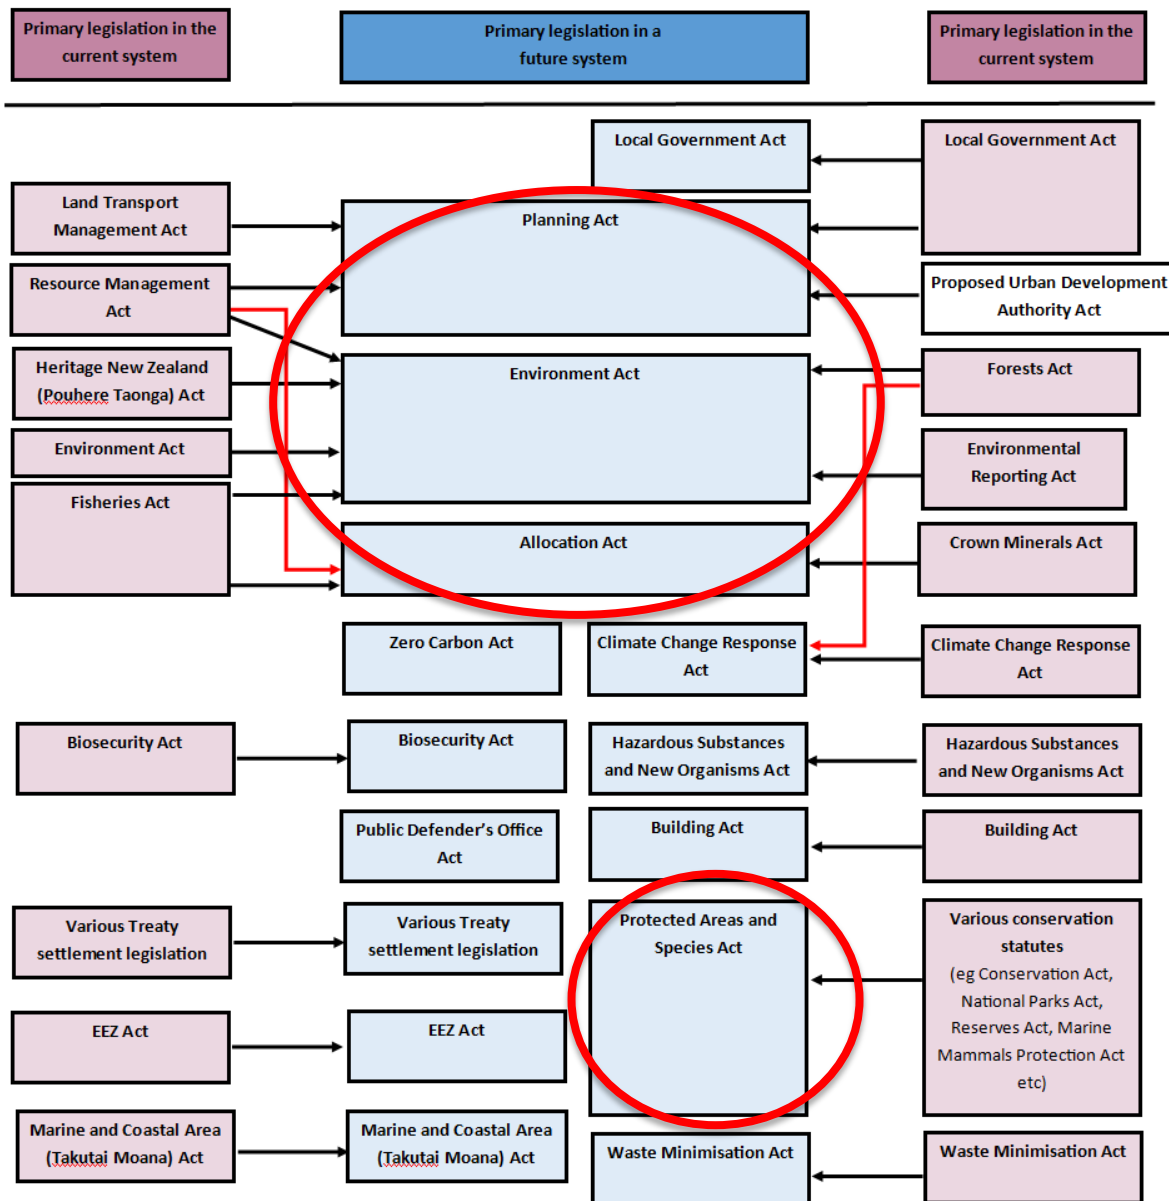 Primary legislation in the
current system
Primary legislation in a
future system
Primary legislation in the
current system
Local Government Act
Local Government Act
Land Transport
Management Act
Planning Act
Resource Management
Act
Proposed Urban Development
Authority Act
Heritage New Zealand
(Pouhere Taonga) Act
Environment Act
Forests Act
Environment Act
Environmental
Reporting Act
Fisheries Act
Allocation Act
Crown Minerals Act
Zero Carbon Act
Climate Change Response
Act
Climate Change Response
Act
Biosecurity Act
Biosecurity Act
Hazardous Substances
and New Organisms Act
Hazardous Substances
and New Organisms Act
Public Defender's Office
Act
Building Act
Building Act
Various Treaty
settlement legislation
Various Treaty
settlement legislation
Protected Areas and
Species Act
Various conservation
statutes
(eg Conservation Act,
National Parks Act,
Reserves Act, Marine
Mammals Protection Act
etc)
EEZ Act
EEZ Act
Marine and Coastal Area
(Takutai Moana) Act
Marine and Coastal Area
(Takutai Moana) Act
Waste Minimisation Act
Waste Minimisation Act